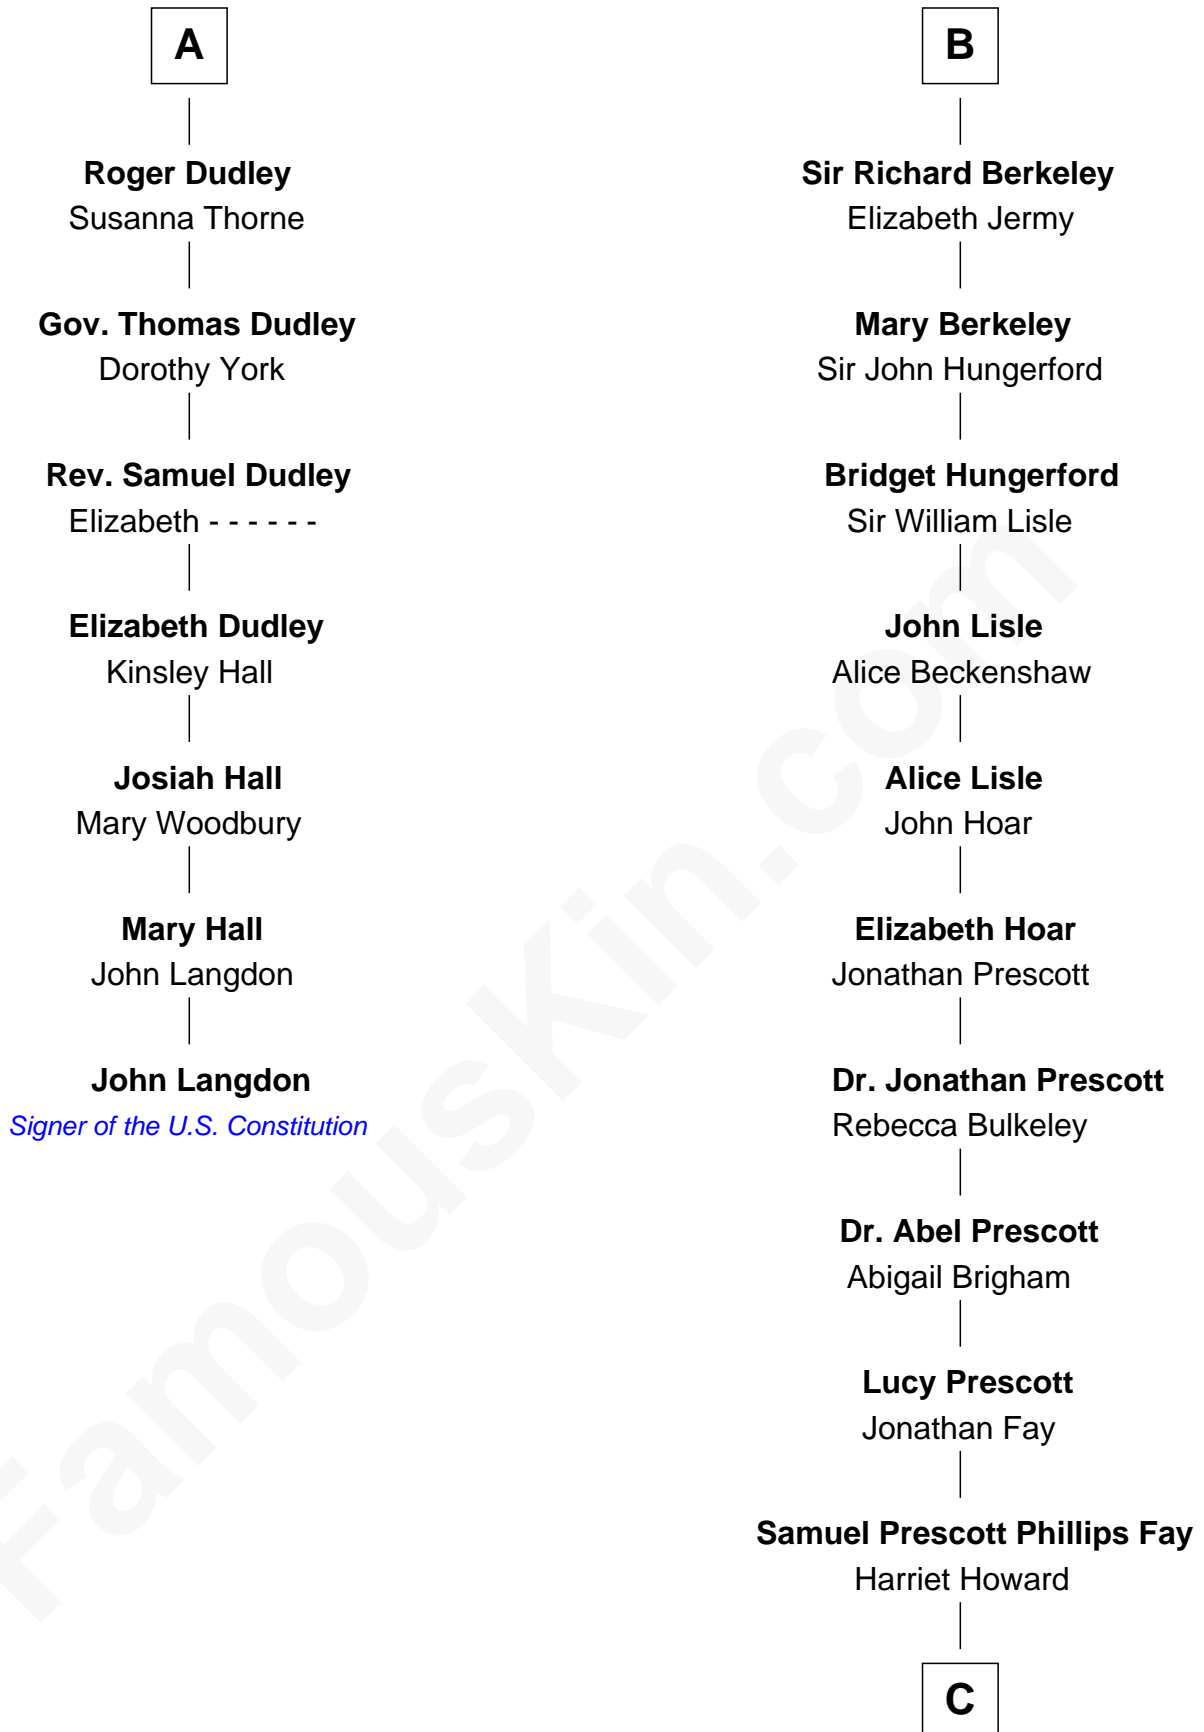 A
Roger Dudley
Susanna Thorne
Gov. Thomas Dudley
Dorothy York
Rev. Samuel Dudley
Elizabeth - - - - - -
Elizabeth Dudley
Kinsley Hall
Josiah Hall
Mary Woodbury
Mary Hall
John Langdon
John Langdon
Signer of the U.S. Constitution
B
Sir Richard Berkeley
Elizabeth Jermy
Mary Berkeley
Sir John Hungerford
Bridget Hungerford
Sir William Lisle
John Lisle
Alice Beckenshaw
Alice Lisle
John Hoar
Elizabeth Hoar
Jonathan Prescott
Dr. Jonathan Prescott
Rebecca Bulkeley
Dr. Abel Prescott
Abigail Brigham
Lucy Prescott
Jonathan Fay
Samuel Prescott Phillips Fay
Harriet Howard
C
FamousKin.com